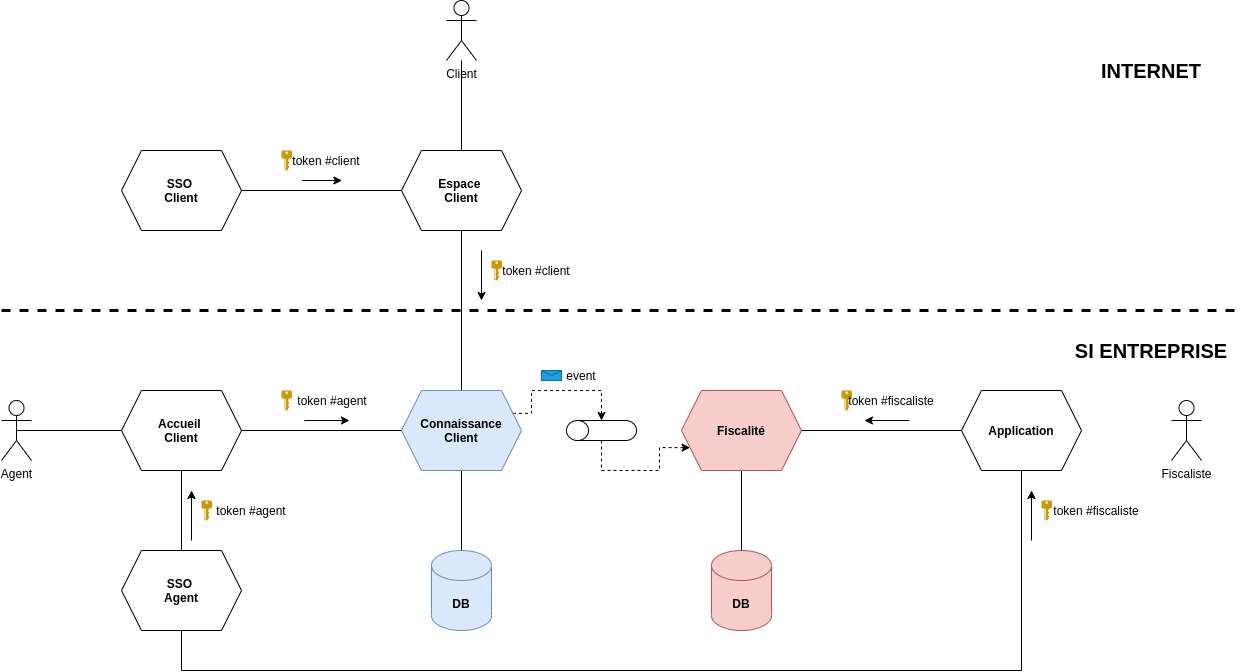 Client
INTERNET
token #client
SSO
Client
Espace
Client
token #client
SI ENTREPRISE
event
token #agent
token #fiscaliste
Accueil
Client
Connaissance
Client
Fiscalité
Application
Agent
Fiscaliste
token #agent
token #fiscaliste
SSO
Agent
DB
DB